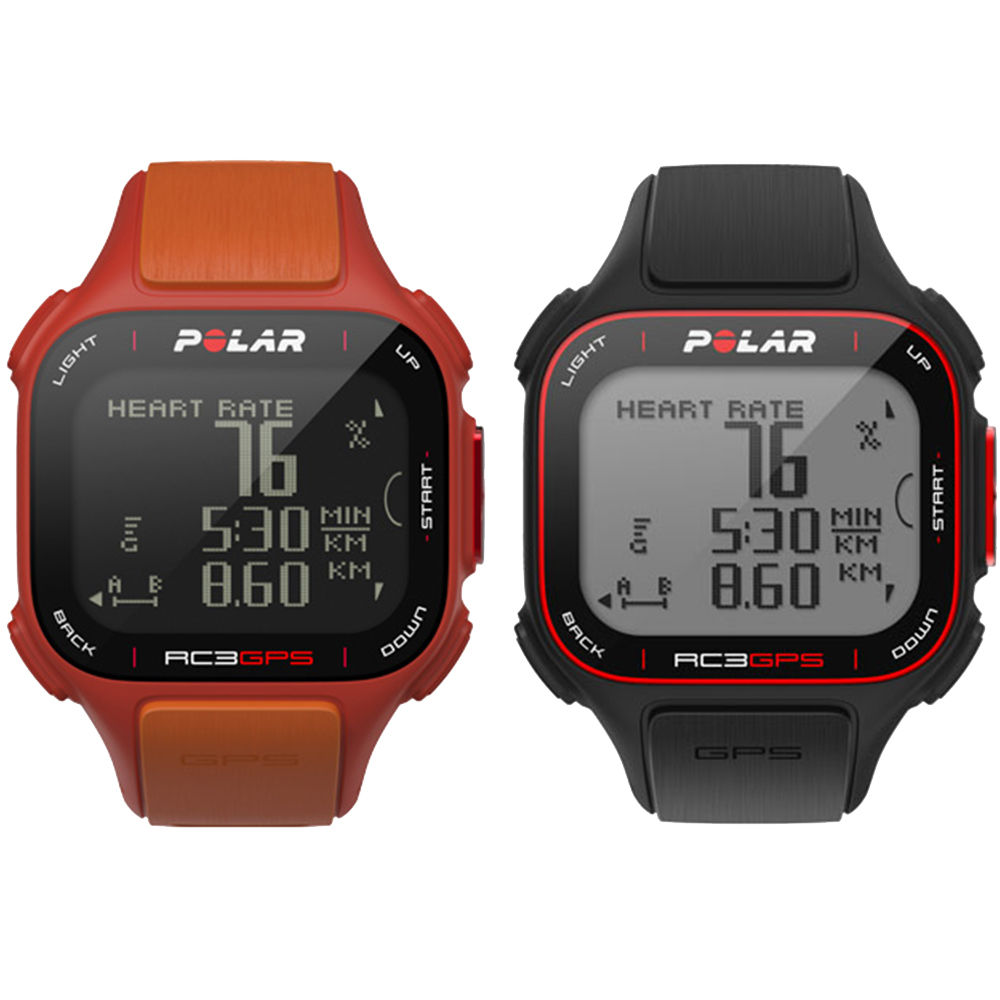 LIGHT
POLAR
UP
HEART RATE
76 %
START
5:30 MIN
KM
A B
8.60 KM
BACK
RC3GPS
DOWN
GPS
LIGHT
POLAR
UP
HEART RATE
76 %
START
5:30 MIN
KM
A B
8.60 KM
BACK
RC3GPS
DOWN
GPS